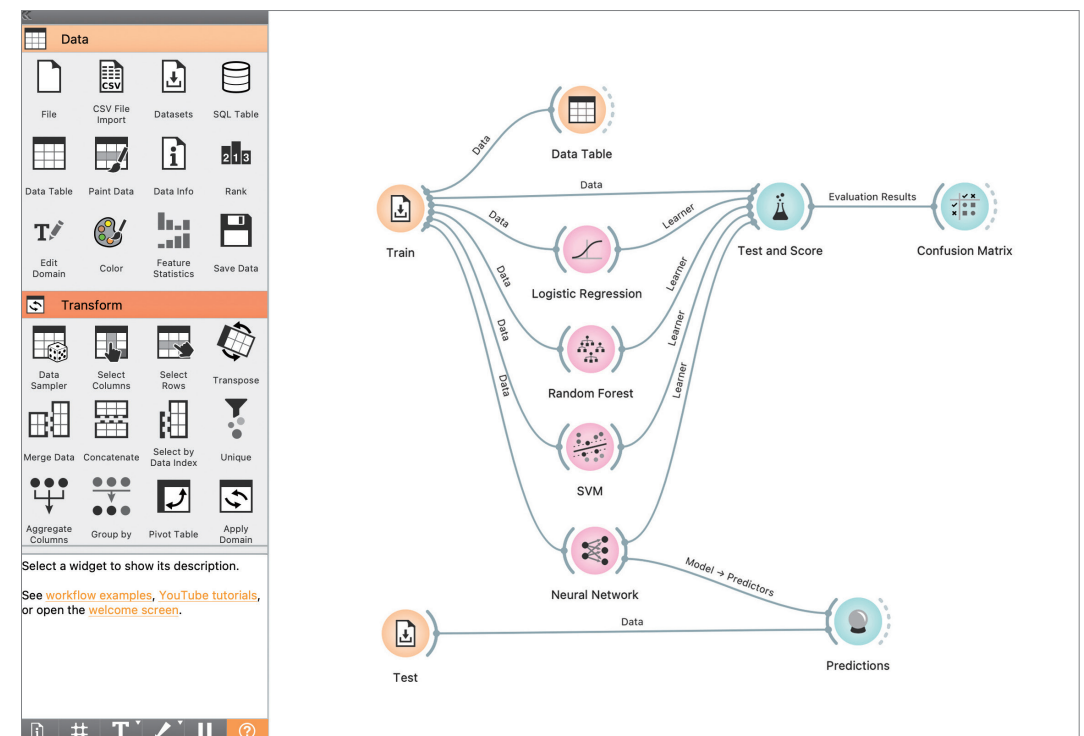 Data
File
CSV File
Import
Datasets
SQL Table
CSV
Data Table
Paint Data
Data Info
Rank
2 1 3
Edit
Domain
Color
Feature
Statistics
Save Data
Transform
Data
Sampler
Select
Columns
Select
Rows
Transpose
Merge Data
Concatenate
Select by
Data Index
Unique
Aggregate
Columns
Group by
Pivot Table
Apply
Domain
Select a widget to show its description.
See workflow examples, YouTube tutorials,
or open the welcome screen.
Data
Data Table
Data
Train
Data
Learner
Logistic Regression
Test and Score
Evaluation Results
Confusion Matrix
Data
Learner
Random Forest
Data
Learner
SVM
Data
Learner
Neural Network
Model → Predictors
Data
Test
Predictions